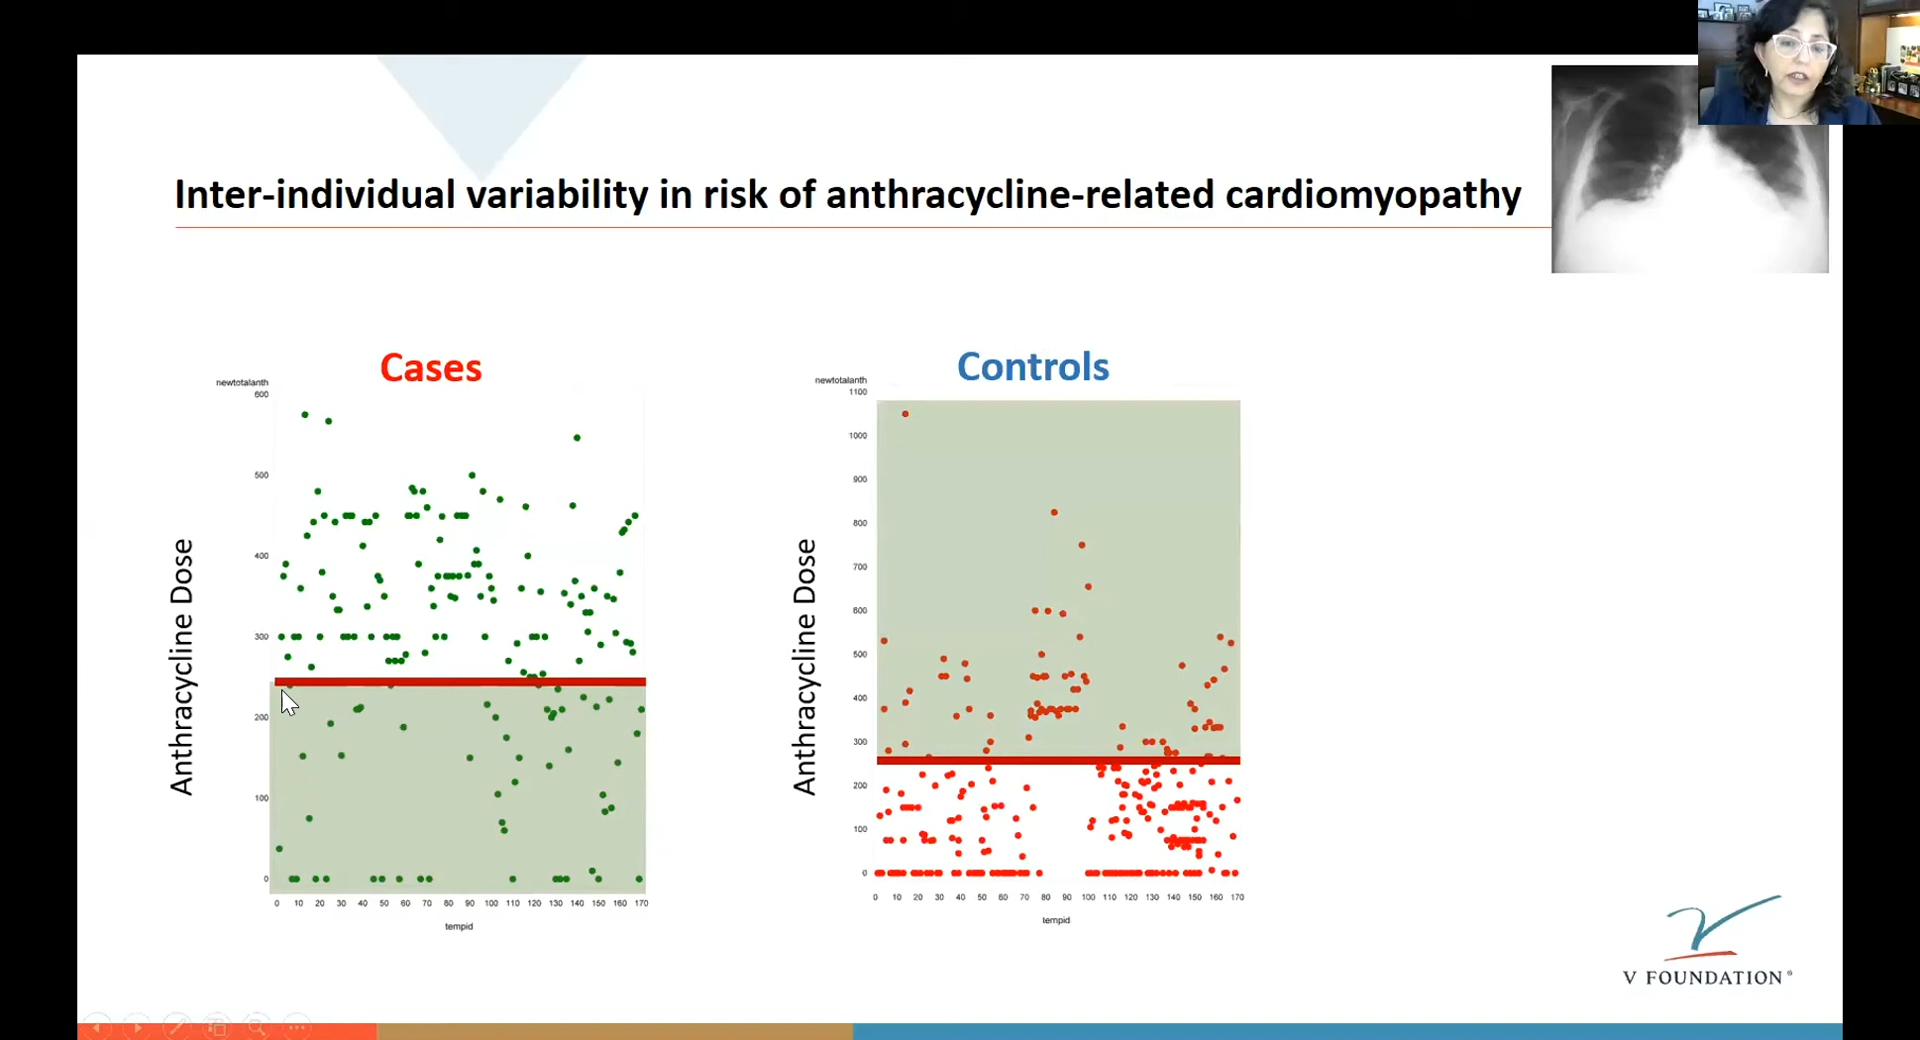 Inter-individual variability in risk of anthracycline-related cardiomyopathy
Cases
newtotalanth
600
500
400
300
200
100
0
Anthracycline Dose
0 10 20 30 40 50 60 70 80 90 100 110 120 130 140 150 160 170
tempid
Controls
newtotalanth
1100
1000
900
800
700
600
500
400
300
200
100
0
Anthracycline Dose
0 10 20 30 40 50 60 70 80 90 100 110 120 130 140 150 160 170
tempid
V FOUNDATION®